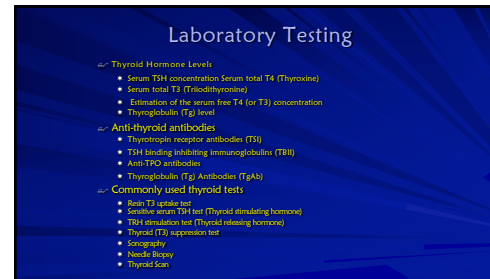 Laboratory Testing
Thyroid Hormone Levels
Serum TSH concentration Serum total T4 (Thyroxine)
Serum total T3 (Triiodithyronine)
Estimation of the serum free T4 (or T3) concentration
Thyroglobulin (Tg) level
Anti-thyroid antibodies
Thyrotropin receptor antibodies (TSI)
TSH binding inhibiting immunoglobulins (TBII)
Anti-TPO antibodies
Thyroglobulin (Tg) Antibodies (TgAb)
Commonly used thyroid tests
Resin T3 uptake test
Sensitive serum TSH test (Thyroid stimulating hormone)
TRH stimulation test (Thyroid releasing hormone)
Thyroid (T3) suppression test
Sonography
Needle Biopsy
Thyroid Scan